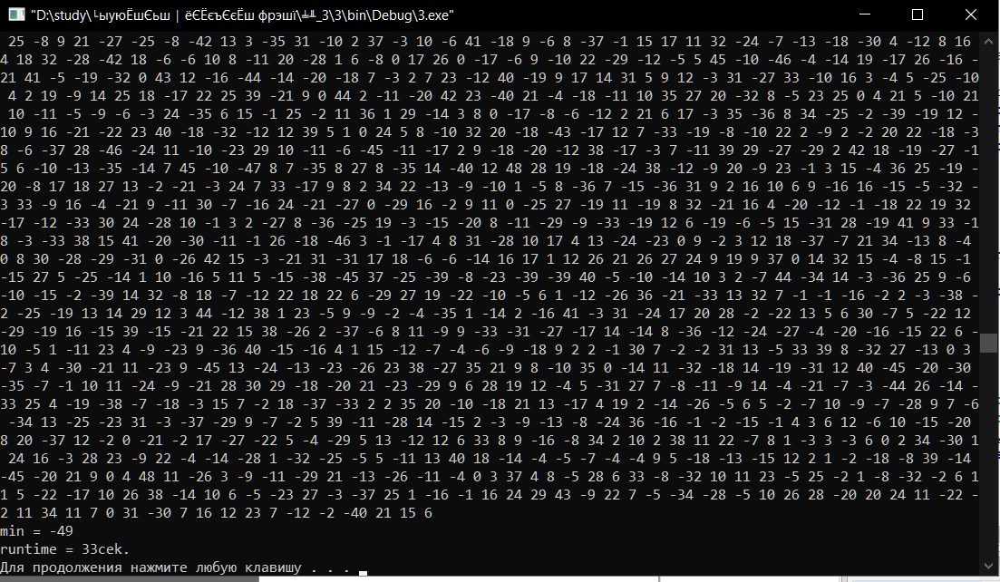 "D:\study\└ыуюЁшЄьш | ёЄЁєъЄєЁш фрэшї\╧╨_3\3\bin\Debug\3.exe"
25 -8 9 21 -27 -25 -8 -42 13 3 -35 31 -10 2 37 -3 10 -6 41 -18 9 -6 8 -37 -1 15 17 11 32 -24 -7 -13 -18 -30 4 -12 8 16
4 18 32 -28 -42 18 -6 -6 10 8 -11 20 -28 1 6 -8 0 17 26 0 -17 -6 9 -10 22 -29 -12 -5 5 45 -10 -46 -4 -14 19 -17 26 -16 -
21 41 -5 -19 -32 0 43 12 -16 -44 -14 -20 -18 7 -3 2 7 23 -12 40 -19 9 17 14 31 5 9 12 -3 31 -27 33 -10 16 3 -4 5 -25 -10
4 2 19 -9 14 25 18 -17 22 25 39 -21 9 0 44 2 -11 -20 42 23 -40 21 -4 -18 -11 10 35 27 20 -32 8 -5 23 25 0 4 21 5 -10 21
10 -11 -5 -9 -6 -3 24 -35 6 15 -1 25 -2 11 36 1 29 -14 3 8 0 -17 -8 -6 -12 2 21 6 17 -3 35 -36 8 34 -25 -2 -39 -19 12 -
10 9 16 -21 -22 23 40 -18 -32 -12 12 39 5 1 0 24 5 8 -10 32 20 -18 -43 -17 12 7 -33 -19 -8 -10 22 2 -9 2 -2 20 22 -18 -3
8 -6 -37 28 -46 -24 11 -10 -23 29 10 -11 -6 -45 -11 -17 2 9 -18 -20 -12 38 -17 -3 7 -11 39 29 -27 -29 2 42 18 -19 -27 -1
5 6 -10 -13 -35 -14 7 45 -10 -47 8 7 -35 8 27 8 -35 14 -40 12 48 28 19 -18 -24 38 -12 -9 20 -9 23 -1 3 15 -4 36 25 -19 -
20 -8 17 18 27 13 -2 -21 -3 24 7 33 -17 9 8 2 34 22 -13 -9 -10 1 -5 8 -36 7 -15 -36 31 9 2 16 10 6 9 -16 16 -15 -5 -32 -
3 33 -9 16 -4 -21 9 -11 30 -7 -16 24 -21 -27 0 -29 16 -2 9 11 0 -25 27 -19 11 -19 8 32 -21 16 4 -20 -12 -1 -18 22 19 32
-17 -12 -33 30 24 -28 10 -1 3 2 -27 8 -36 -25 19 -3 -15 -20 8 -11 -29 -9 -33 -19 12 6 -19 -6 -5 15 -31 28 -19 41 9 33 -1
8 -3 -33 38 15 41 -20 -30 -11 -1 26 -18 -46 3 -1 -17 4 8 31 -28 10 17 4 13 -24 -23 0 9 -2 3 12 18 -37 -7 21 34 -13 8 -4
0 8 30 -28 -29 -31 0 -26 42 15 -3 -21 31 -31 17 18 -6 -6 -14 16 17 1 12 26 21 26 27 24 9 19 9 37 0 14 32 15 -4 -8 15 -1
-15 27 5 -25 -14 1 10 -16 5 11 5 -15 -38 -45 37 -25 -39 -8 -23 -39 -39 40 -5 -10 -14 10 3 2 -7 44 -34 14 -3 -36 25 9 -6
-10 -15 -2 -39 14 32 -8 18 -7 -12 22 18 22 6 -29 27 19 -22 -10 -5 6 1 -12 -26 36 -21 -33 13 32 7 -1 -1 -16 -2 2 -3 -38 -
2 -25 -19 13 14 29 12 3 44 -12 38 1 23 -5 9 -9 -2 -4 -35 1 -14 2 -16 41 -3 31 -24 17 20 28 -2 -22 13 5 6 30 -7 5 -22 12
-29 -19 16 -15 39 -15 -21 22 15 38 -26 2 -37 -6 8 11 -9 9 -33 -31 -27 -17 14 -14 8 -36 -12 -24 -27 -4 -20 -16 -15 22 6 -
10 -5 1 -11 23 4 -9 -23 9 -36 40 -15 -16 4 1 15 -12 -7 -4 -6 -9 -18 9 2 2 -1 30 7 -2 -2 31 13 -5 33 39 8 -32 27 -13 0 3
-7 3 4 -30 -21 11 -23 9 -45 13 -24 -13 -23 -26 23 38 -27 35 21 9 8 -10 35 0 -14 11 -32 -18 14 -19 -31 12 40 -45 -20 -30
-35 -7 -1 10 11 -24 -9 -21 28 30 29 -18 -20 21 -23 -29 9 6 28 19 12 -4 5 -31 27 7 -8 -11 -9 14 -4 -21 -7 -3 -44 26 -14 -
33 25 4 -19 -38 -7 -18 -3 15 7 -2 18 -37 -33 2 2 35 20 -10 -18 21 13 -17 4 19 2 -14 -26 -5 6 5 -2 -7 10 -9 -7 -28 9 7 -6
-34 13 -25 -23 31 -3 -37 -29 9 -7 -2 5 39 -11 -28 14 -15 2 -3 -9 -13 -8 -24 36 -16 -1 -2 -15 -1 4 3 6 12 -6 10 -15 -20
8 20 -37 12 -2 0 -21 -2 17 -27 -22 5 -4 -29 5 13 -12 12 6 33 8 9 -16 -8 34 2 10 2 38 11 22 -7 8 1 -3 3 -3 6 0 2 34 -30 1
24 16 -3 28 23 -9 22 -4 -14 -28 1 -32 -25 -5 5 -11 13 40 18 -14 -4 -5 -7 -4 -4 9 5 -18 -13 -15 12 2 1 -2 -18 -8 39 -14
-45 -20 21 9 0 4 48 11 -26 3 -9 -11 -29 21 -13 -26 -11 -4 0 3 37 4 8 -5 28 6 33 -8 -32 10 11 23 -5 25 -2 1 -8 -32 -2 6 1
1 5 -22 -17 10 26 38 -14 10 6 -5 -23 27 -3 -37 25 1 -16 -1 16 24 29 43 -9 22 7 -5 -34 -28 -5 10 26 28 -20 20 24 11 -22 -
2 11 34 11 7 0 31 -30 7 16 12 23 7 -12 -2 -40 21 15 6
min = -49
runtime = 33cek.
Для продолжения нажмите любую клавишу . . .